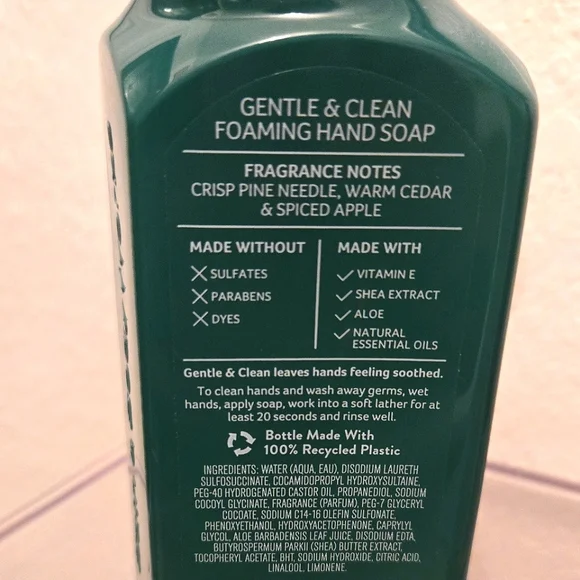 GENTLE & CLEAN
FOAMING HAND SOAP
FRAGRANCE NOTES
CRISP PINE NEEDLE, WARM CEDAR
& SPICED APPLE
MADE WITHOUT
SULFATES
PARABENS
DYES
MADE WITH
VITAMIN E
SHEA EXTRACT
ALOE
NATURAL
ESSENTIAL OILS
Gentle & Clean leaves hands feeling soothed.
To clean hands and wash away germs, wet
hands, apply soap, work into a soft lather for at
least 20 seconds and rinse well.
Bottle Made With
100% Recycled Plastic
INGREDIENTS: WATER (AQUA, EAU), DISODIUM LAURETH
SULFOSUCCINATE, COCAMIDOPROPYL HYDROXYSULTAINE,
PEG-40 HYDROGENATED CASTOR OIL, PROPANEDIOL, SODIUM
COCOYL GLYCINATE, FRAGRANCE (PARFUM), PEG-7 GLYCERYL
COCOATE, SODIUM C14-16 OLEFIN SULFONATE,
PHENOXYETHANOL, HYDROXYACETOPHENONE, CAPRYLYL
GLYCOL, ALOE BARBADENSIS LEAF JUICE, DISODIUM EDTA,
BUTYROSPERMUM PARKII (SHEA) BUTTER EXTRACT,
TOCOPHERYL ACETATE, BHT, SODIUM HYDROXIDE, CITRIC ACID,
LINALOOL, LIMONENE.